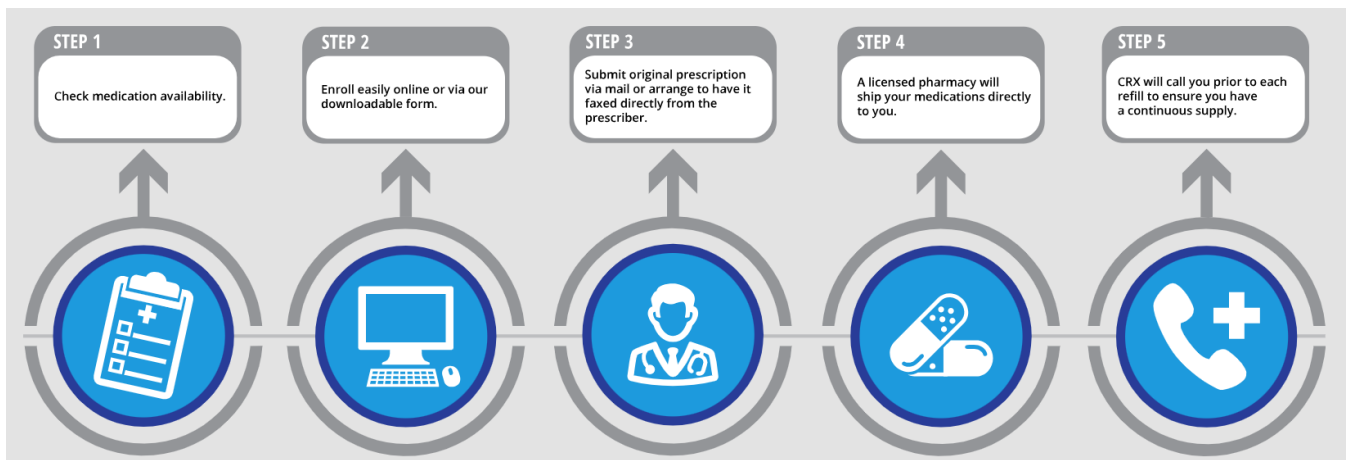 STEP 1
Check medication availability.
STEP 2
Enroll easily online or via our
downloadable form.
STEP 3
Submit original prescription
via mail or arrange to have it
faxed directly from the
prescriber.
STEP 4
A licensed pharmacy will
ship your medications directly
to you.
STEP 5
CRX will call you prior to each
refill to ensure you have
a continuous supply.